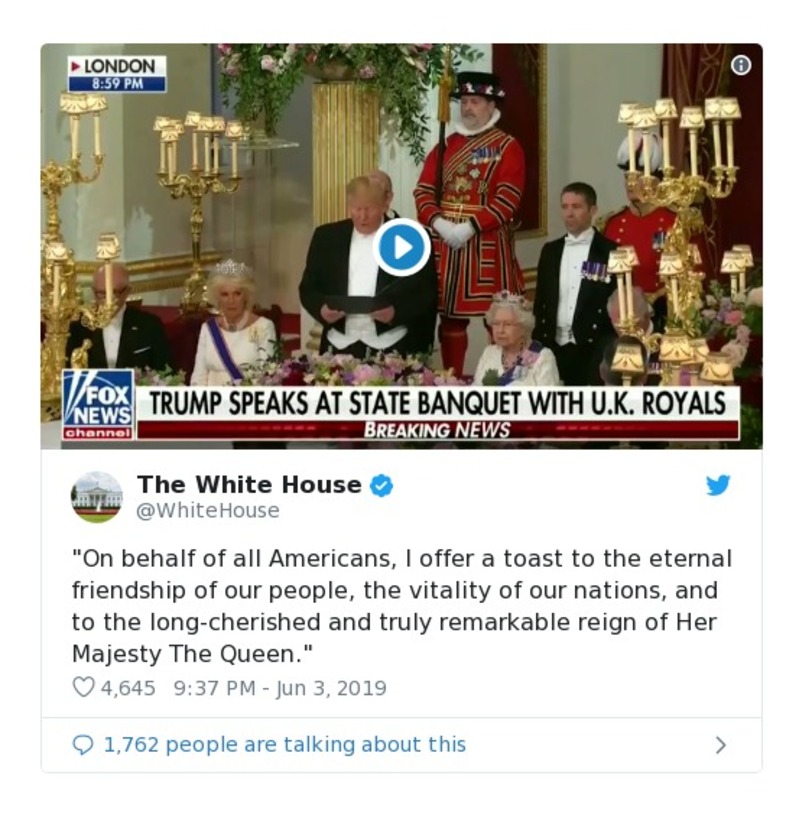 LONDON
8:59 PM
FOX
NEWS
channel
TRUMP SPEAKS AT STATE BANQUET WITH U.K. ROYALS
BREAKING NEWS
The White House
@WhiteHouse
"On behalf of all Americans, I offer a toast to the eternal
friendship of our people, the vitality of our nations, and
to the long-cherished and truly remarkable reign of Her
Majesty The Queen."
4,645 9:37 PM - Jun 3, 2019
1,762 people are talking about this